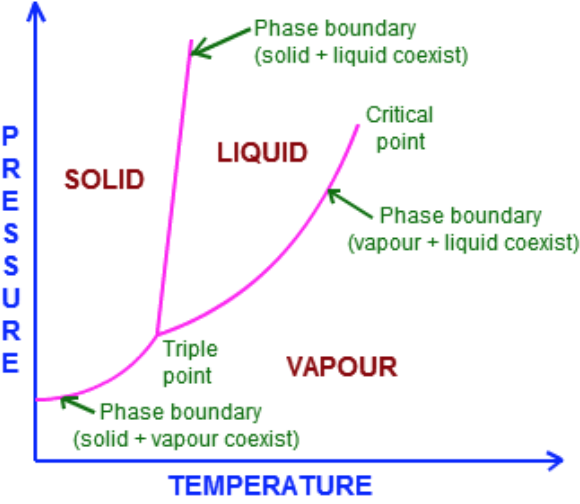 Phase boundary
(solid + liquid coexist)
Critical
point
LIQUID
SOLID
PRESSURE
Phase boundary
(vapour + liquid coexist)
Triple
point
VAPOUR
Phase boundary
(solid + vapour coexist)
TEMPERATURE